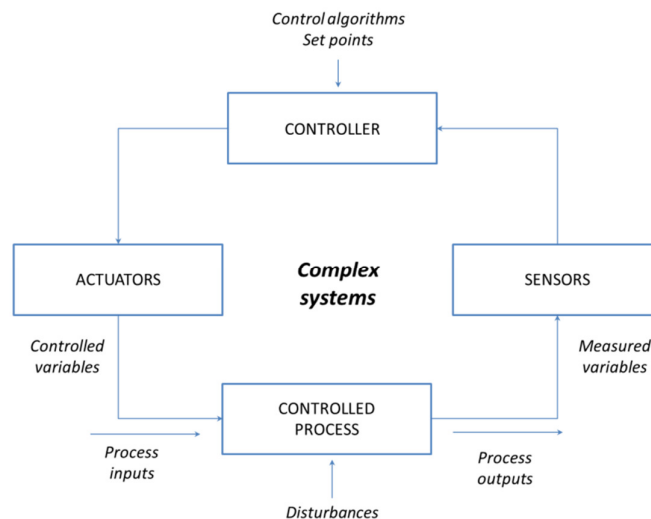 Control algorithms
Set points
CONTROLLER
ACTUATORS
Complex
systems
SENSORS
Controlled
variables
Measured
variables
CONTROLLED
PROCESS
Process
inputs
Process
outputs
Disturbances